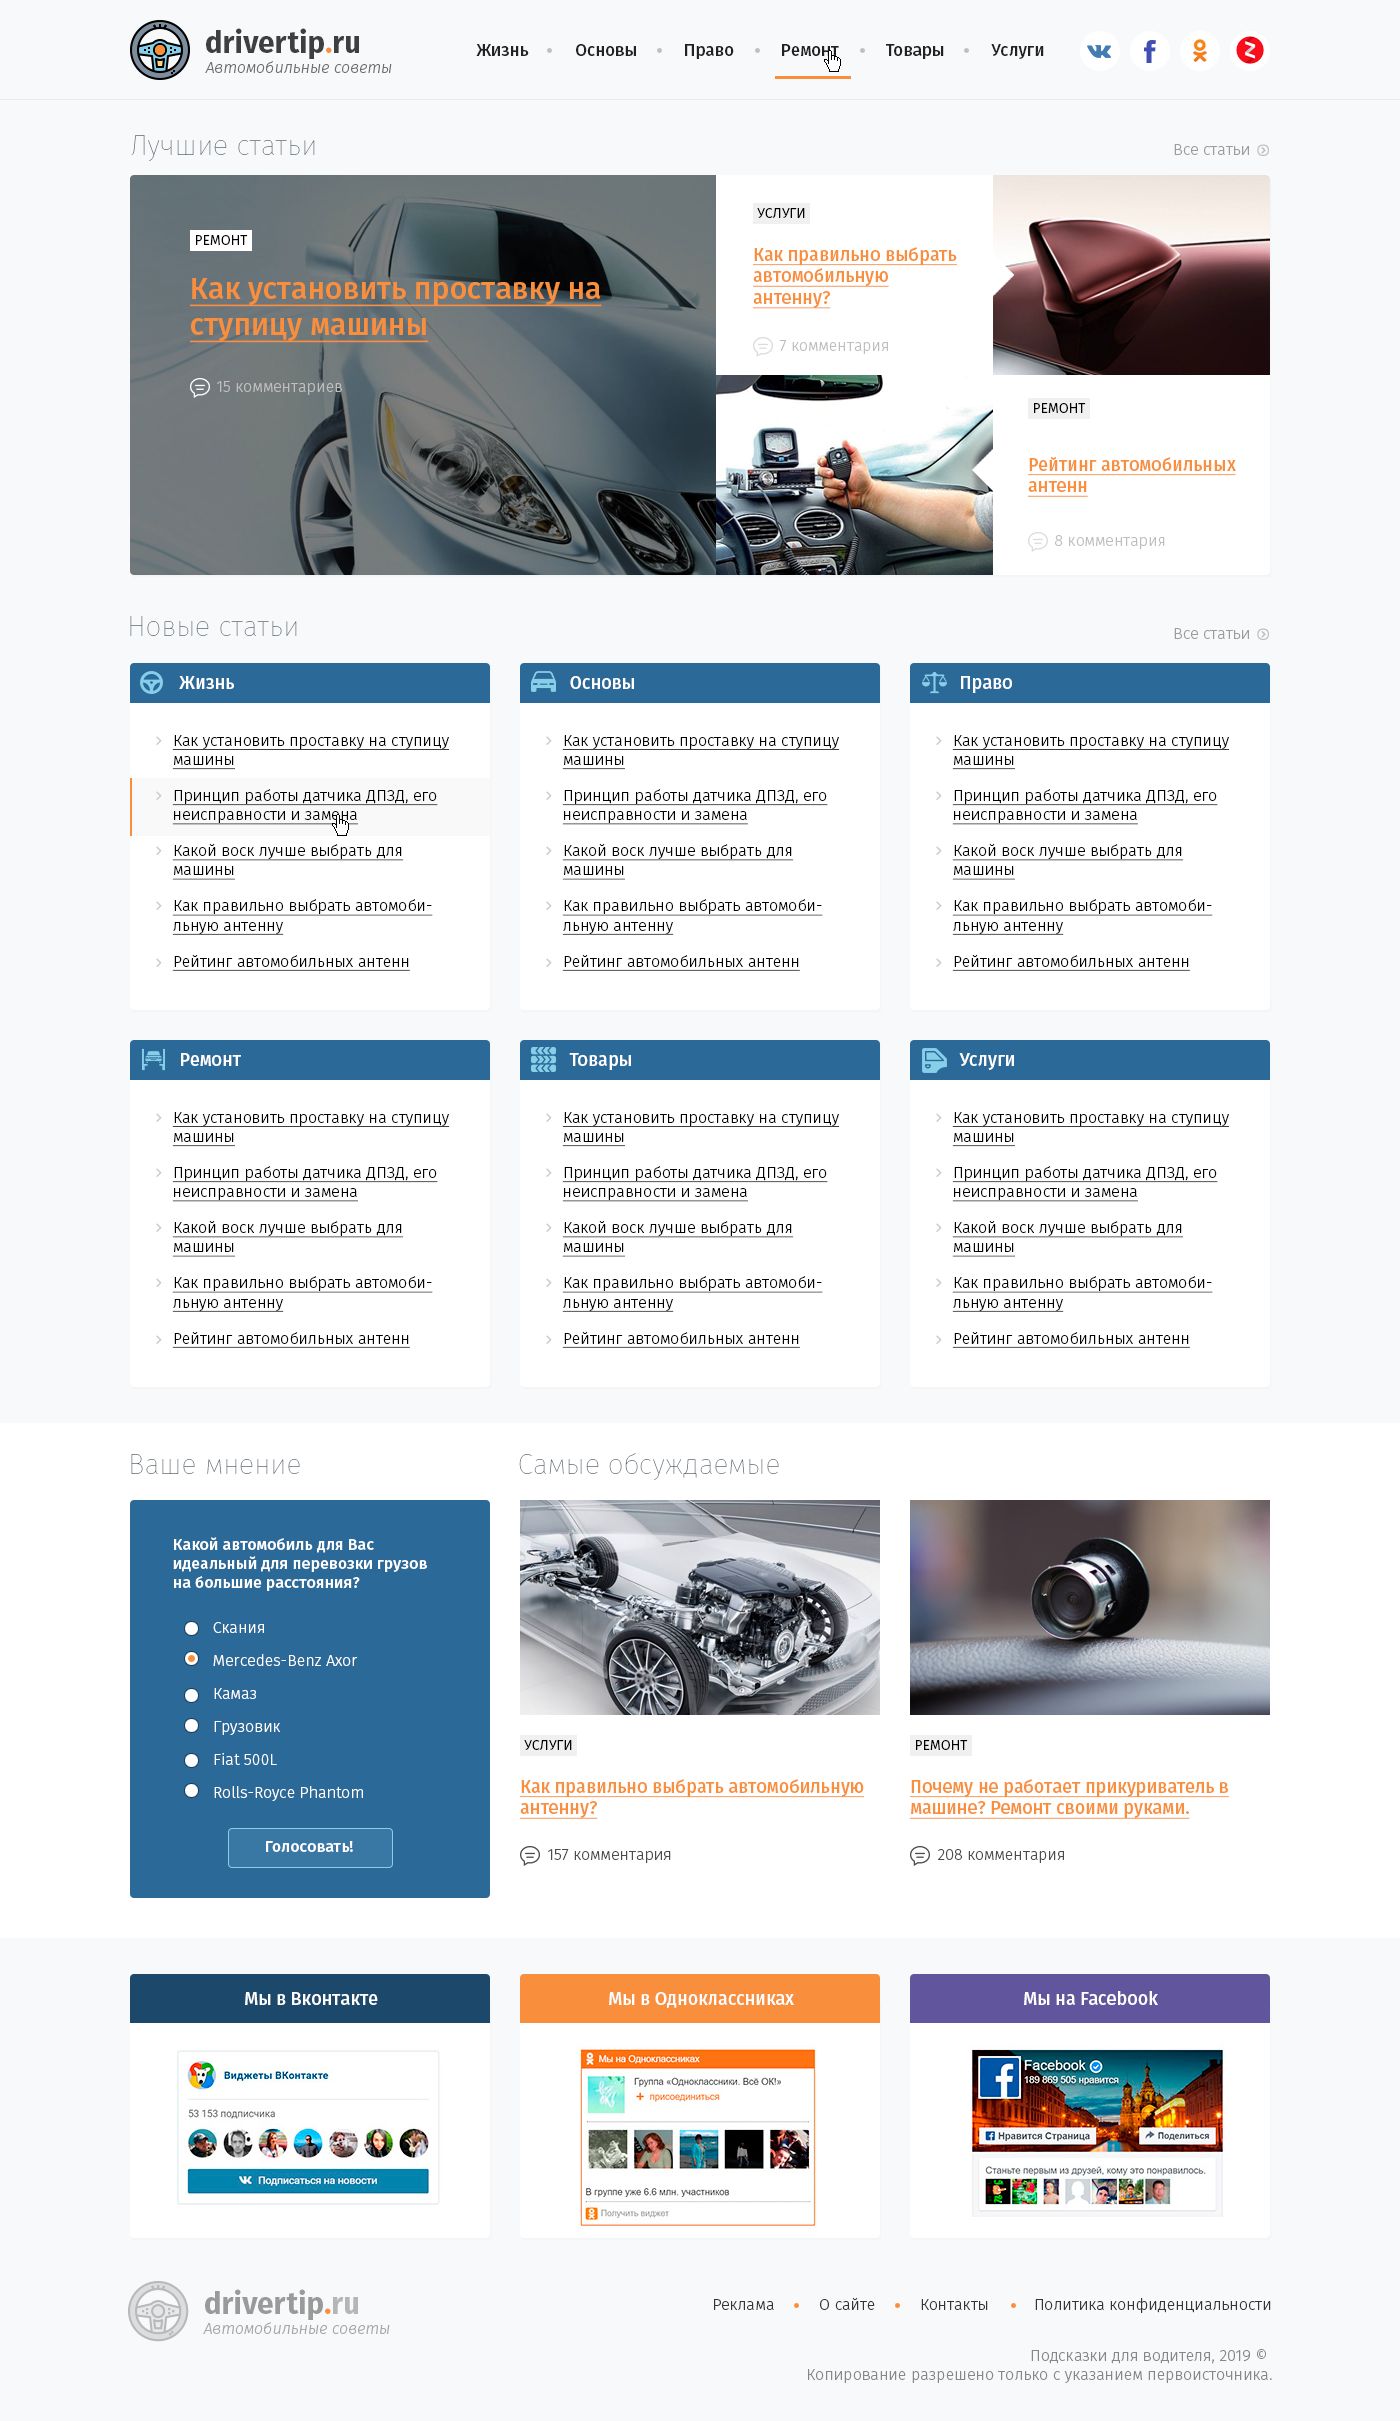 drivertip.ru
Автомобильные советы
Жизнь • Основы • Право • Ремонт • Товары • Услуги
Лучшие статьи
Все статьи
РЕМОНТ
Как установить проставку на
ступицу машины
15 комментариев
УСЛУГИ
Как правильно выбрать
автомобильную
антенну?
7 комментария
РЕМОНТ
Рейтинг автомобильных
антенн
8 комментария
Новые статьи
Все статьи
Жизнь
Как установить проставку на ступицу
машины
Принцип работы датчика ДПЗД, его
неисправности и замена
Какой воск лучше выбрать для
машины
Как правильно выбрать автомоби-
льную антенну
Рейтинг автомобильных антенн
Основы
Как установить проставку на ступицу
машины
Принцип работы датчика ДПЗД, его
неисправности и замена
Какой воск лучше выбрать для
машины
Как правильно выбрать автомоби-
льную антенну
Рейтинг автомобильных антенн
Право
Как установить проставку на ступицу
машины
Принцип работы датчика ДПЗД, его
неисправности и замена
Какой воск лучше выбрать для
машины
Как правильно выбрать автомоби-
льную антенну
Рейтинг автомобильных антенн
Ремонт
Как установить проставку на ступицу
машины
Принцип работы датчика ДПЗД, его
неисправности и замена
Какой воск лучше выбрать для
машины
Как правильно выбрать автомоби-
льную антенну
Рейтинг автомобильных антенн
Товары
Как установить проставку на ступицу
машины
Принцип работы датчика ДПЗД, его
неисправности и замена
Какой воск лучше выбрать для
машины
Как правильно выбрать автомоби-
льную антенну
Рейтинг автомобильных антенн
Услуги
Как установить проставку на ступицу
машины
Принцип работы датчика ДПЗД, его
неисправности и замена
Какой воск лучше выбрать для
машины
Как правильно выбрать автомоби-
льную антенну
Рейтинг автомобильных антенн
Ваше мнение
Какой автомобиль для Вас
идеальный для перевозки грузов
на большие расстояния?
Скания
Mercedes-Benz Axor
Камаз
Грузовик
Fiat 500L
Rolls-Royce Phantom
Голосовать!
Самые обсуждаемые
УСЛУГИ
Как правильно выбрать автомобильную
антенну?
157 комментария
РЕМОНТ
Почему не работает прикуриватель в
машине? Ремонт своими руками.
208 комментария
Мы в Вконтакте
Виджеты ВКонтакте
53 153 подписчика
Подписаться на новости
Мы в Одноклассниках
Мы на Одноклассниках
Группа «Одноклассники. Всё ОК!»
+ присоединиться
В группе уже 6.6 млн. участников
Получить виджет
Мы на Facebook
Facebook
189 869 505 нравится
Нравится Страница
Поделиться
Станьте первым из друзей, кому это понравилось.
drivertip.ru
Автомобильные советы
Реклама • О сайте • Контакты • Политика конфиденциальности
Подсказки для водителя, 2019 ©
Копирование разрешено только с указанием первоисточника.